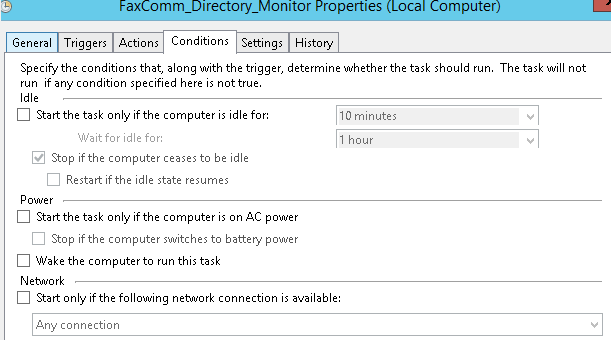 FaxComm_Directory_Monitor Properties (Local Computer)
General Triggers Actions Conditions Settings History
Specify the conditions that, along with the trigger, determine whether the task should run. The task will not
run if any condition specified here is not true.
Idle
Start the task only if the computer is idle for: 10 minutes
Wait for idle for: 1 hour
Stop if the computer ceases to be idle
Restart if the idle state resumes
Power
Start the task only if the computer is on AC power
Stop if the computer switches to battery power
Wake the computer to run this task
Network
Start only if the following network connection is available:
Any connection